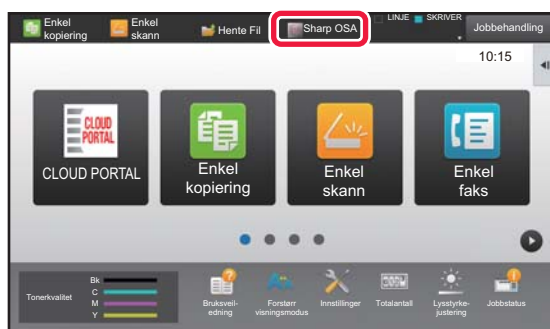 Enkel
kopiering
Enkel
skann
Hente Fil
Sharp OSA
LINJE
SKRIVER
Jobbehandling
10:15
CLOUD
PORTAL
CLOUD PORTAL
Enkel
kopiering
Enkel
skann
Enkel
faks
Tonerkvalitet
Bk
C
M
Y
Bruksveil-
edning
Forstørr
visningsmodus
Innstillinger
Totalantall
Lysstyrke-
justering
Jobbstatus